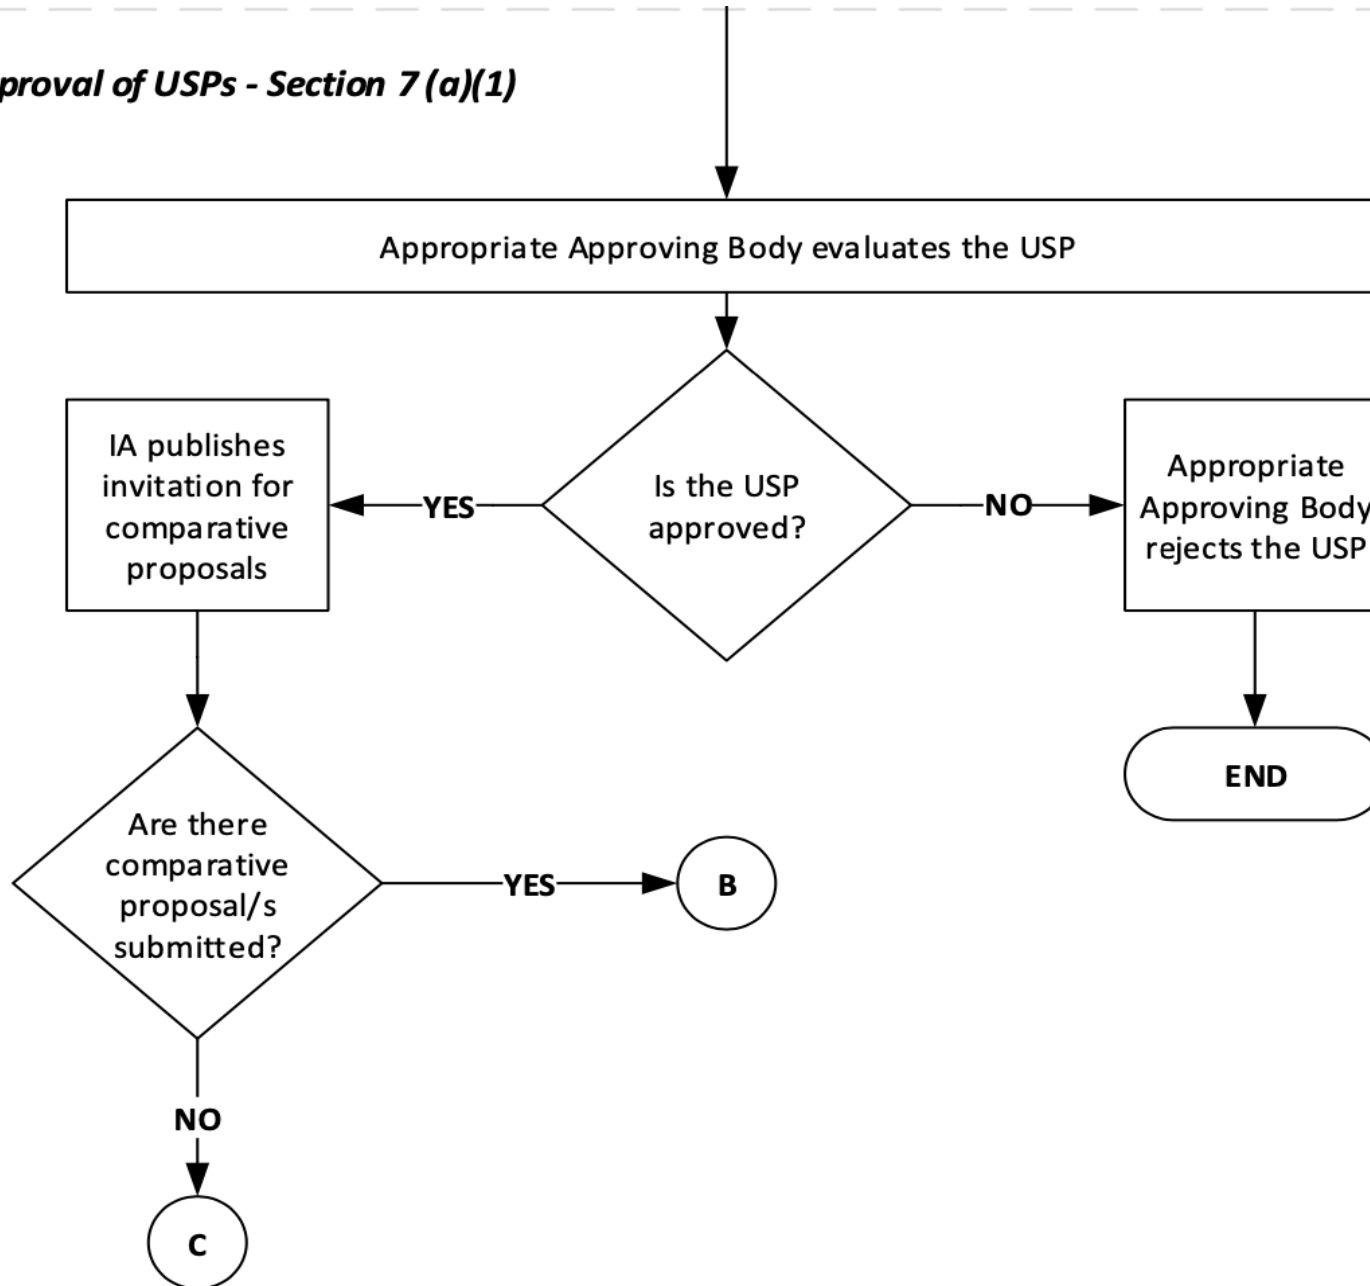 proval of USPs - Section 7 (a)(1)
Appropriate Approving Body evaluates the USP
IA publishes
invitation for
comparative
proposals
YES
Is the USP
approved?
NO
Appropriate
Approving Body
rejects the USP
END
Are there
comparative
proposal/s
submitted?
YES
B
NO
C